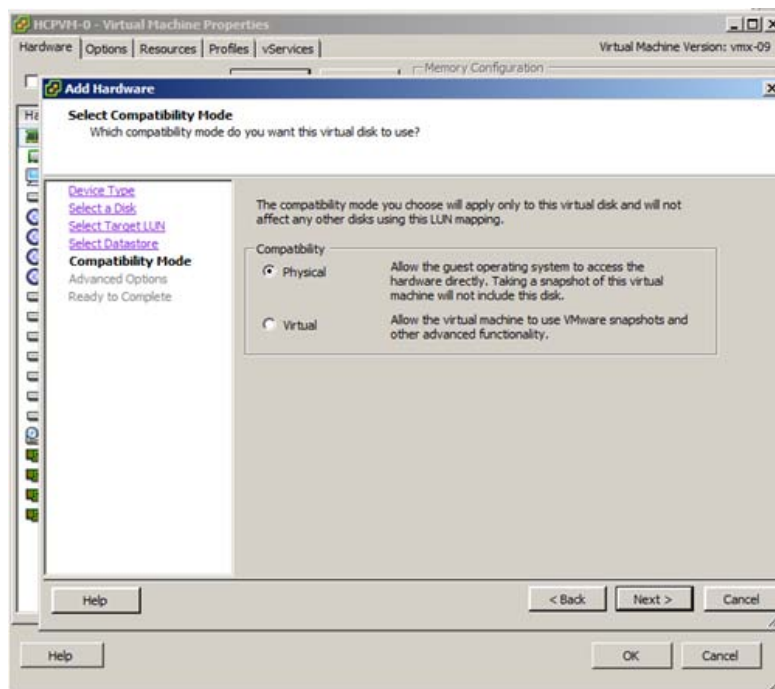 HCPVM-0 - Virtual Machine Properties
Hardware Options Resources Profiles vServices Virtual Machine Version: vmx-09
Memory Configuration
Add Hardware
Ha
Select Compatibility Mode
Which compatibility mode do you want this virtual disk to use?
Device Type
Select a Disk
Select Target LUN
Select Datastore
Compatibility Mode
Advanced Options
Ready to Complete
The compatibility mode you choose will apply only to this virtual disk and will not
affect any other disks using this LUN mapping.
Compatibility
Physical
Allow the guest operating system to access the
hardware directly. Taking a snapshot of this virtual
machine will not include this disk.
Virtual
Allow the virtual machine to use VMware snapshots and
other advanced functionality.
Help < Back Next > Cancel
Help OK Cancel